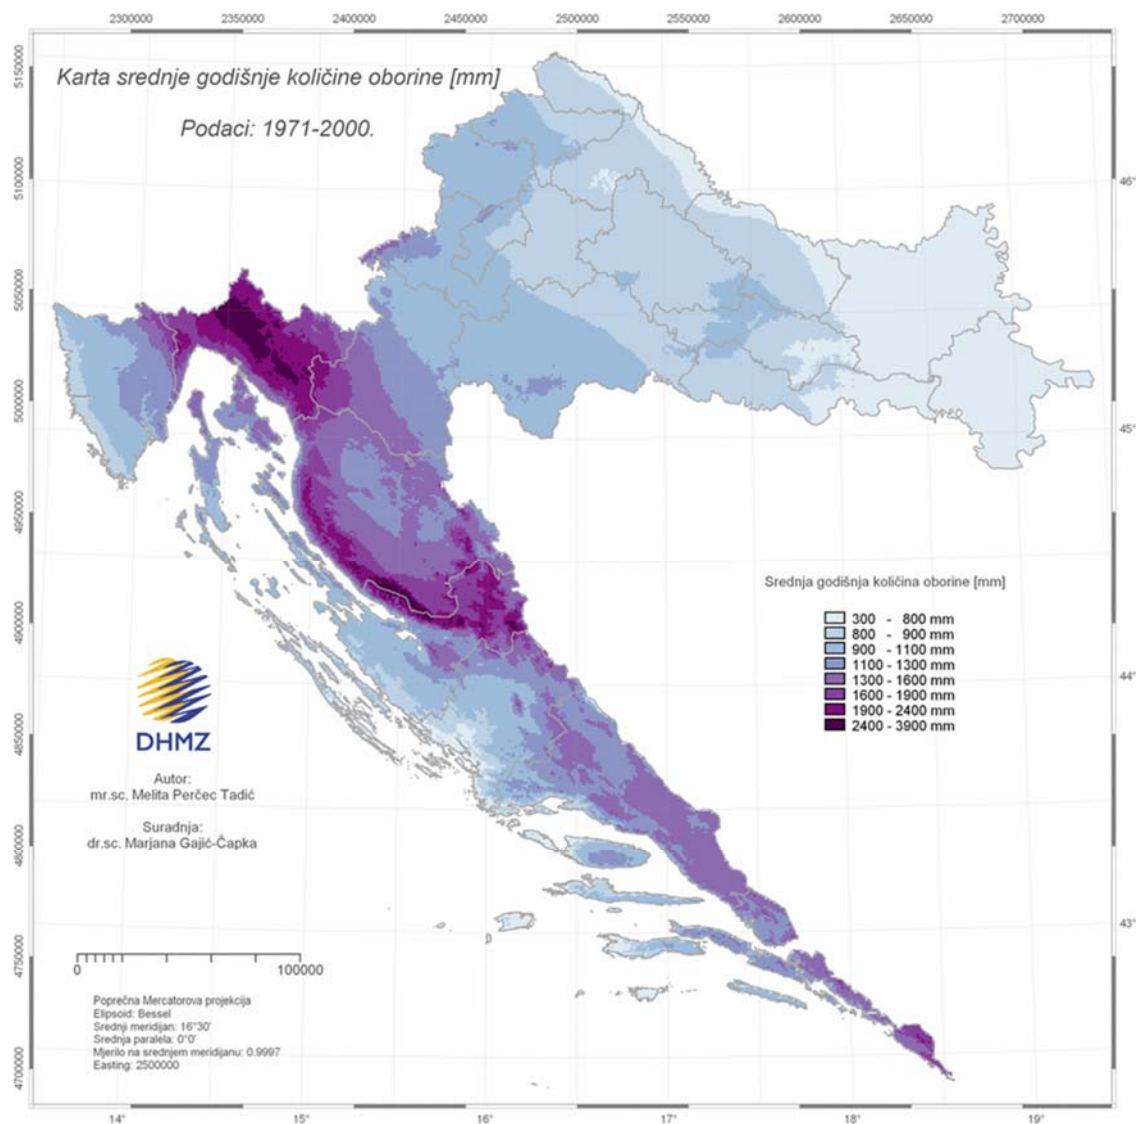 2300000 2350000 2400000 2450000 2500000 2550000 2600000 2650000 2700000
Karta srednje godišnje količine oborine [mm]
Podaci: 1971-2000.
5150000
5100000
5050000
5000000
4950000
4900000
4850000
4800000
4750000
4700000
46°
45°
44°
43°
Srednja godišnja količina oborine [mm]
300 - 800 mm
800 - 900 mm
900 - 1100 mm
1100 - 1300 mm
1300 - 1600 mm
1600 - 1900 mm
1900 - 2400 mm
2400 - 3900 mm
DHMZ
Autor:
mr.sc. Melita Perčec Tadić
Suradnja:
dr.sc. Marjana Gajić-Čapka
0 100000
Poprečna Mercatorova projekcija
Elipsoid: Bessel
Srednji meridijan: 16°30'
Srednja paralela: 0°0'
Mjerilo na srednjem meridijanu: 0.9997
Easting: 2500000
14° 15° 16° 17° 18° 19°